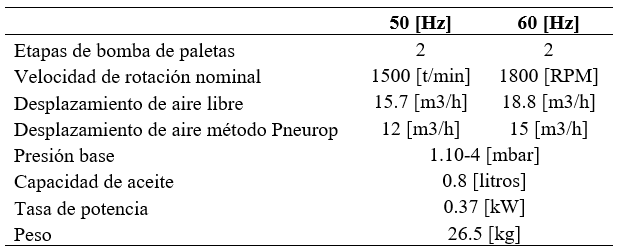 50 [Hz] 60 [Hz]
Etapas de bomba de paletas 2 2
Velocidad de rotación nominal 1500 [t/min] 1800 [RPM]
Desplazamiento de aire libre 15.7 [m3/h] 18.8 [m3/h]
Desplazamiento de aire método Pneurop 12 [m3/h] 15 [m3/h]
Presión base 1.10-4 [mbar]
Capacidad de aceite 0.8 [litros]
Tasa de potencia 0.37 [kW]
Peso 26.5 [kg]